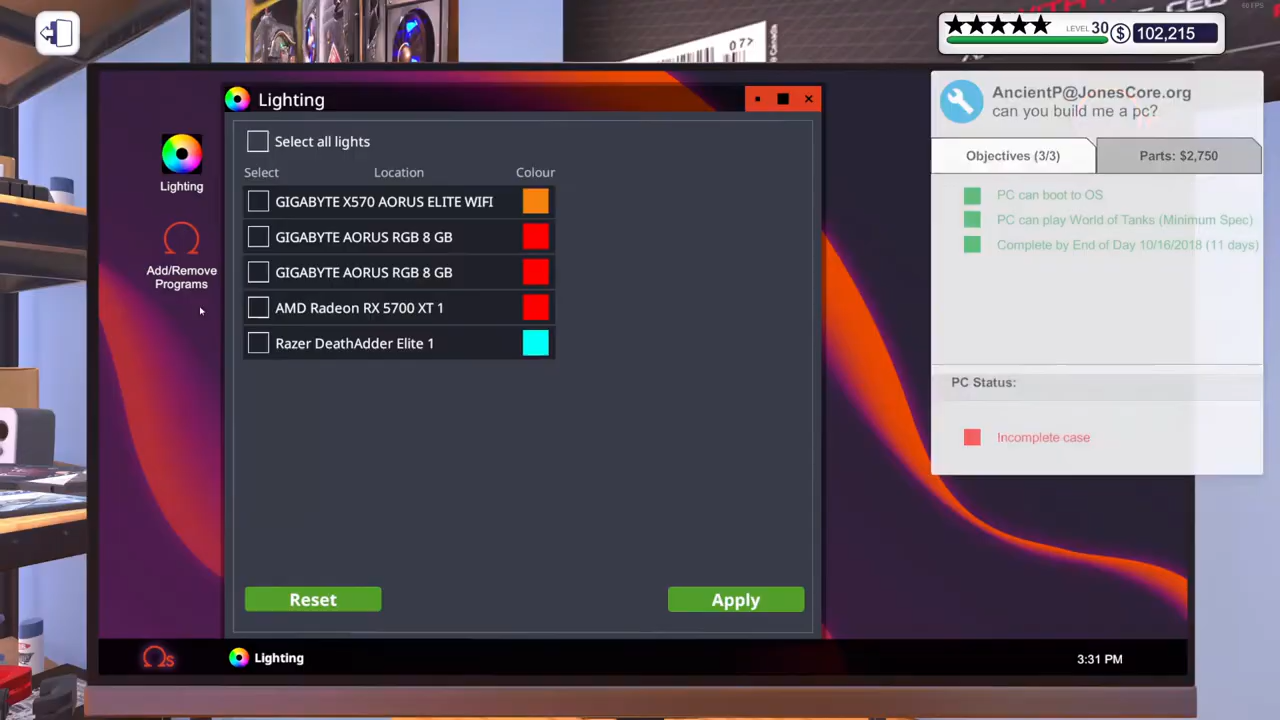 60 FPS
07>
LEVEL 30 $ 102,215
Lighting
AncientP@JonesCore.org
can you build me a pc?
Objectives (3/3)
Parts: $2,750
Select all lights
Select Location Colour
GIGABYTE X570 AORUS ELITE WIFI
GIGABYTE AORUS RGB 8 GB
GIGABYTE AORUS RGB 8 GB
AMD Radeon RX 5700 XT 1
Razer DeathAdder Elite 1
Lighting
Add/Remove
Programs
PC can boot to OS
PC can play World of Tanks (Minimum Spec)
Complete by End of Day 10/16/2018 (11 days)
PC Status:
Incomplete case
Reset
Apply
Ωs
Lighting
3:31 PM